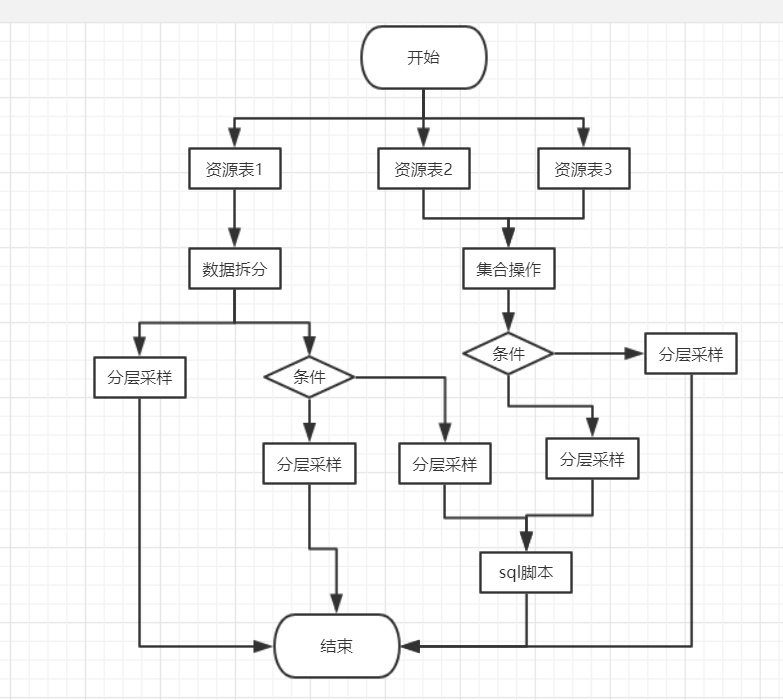 开始
资源表1
资源表2
资源表3
数据拆分
集合操作
条件
分层采样
分层采样
条件
分层采样
分层采样
分层采样
sql脚本
结束